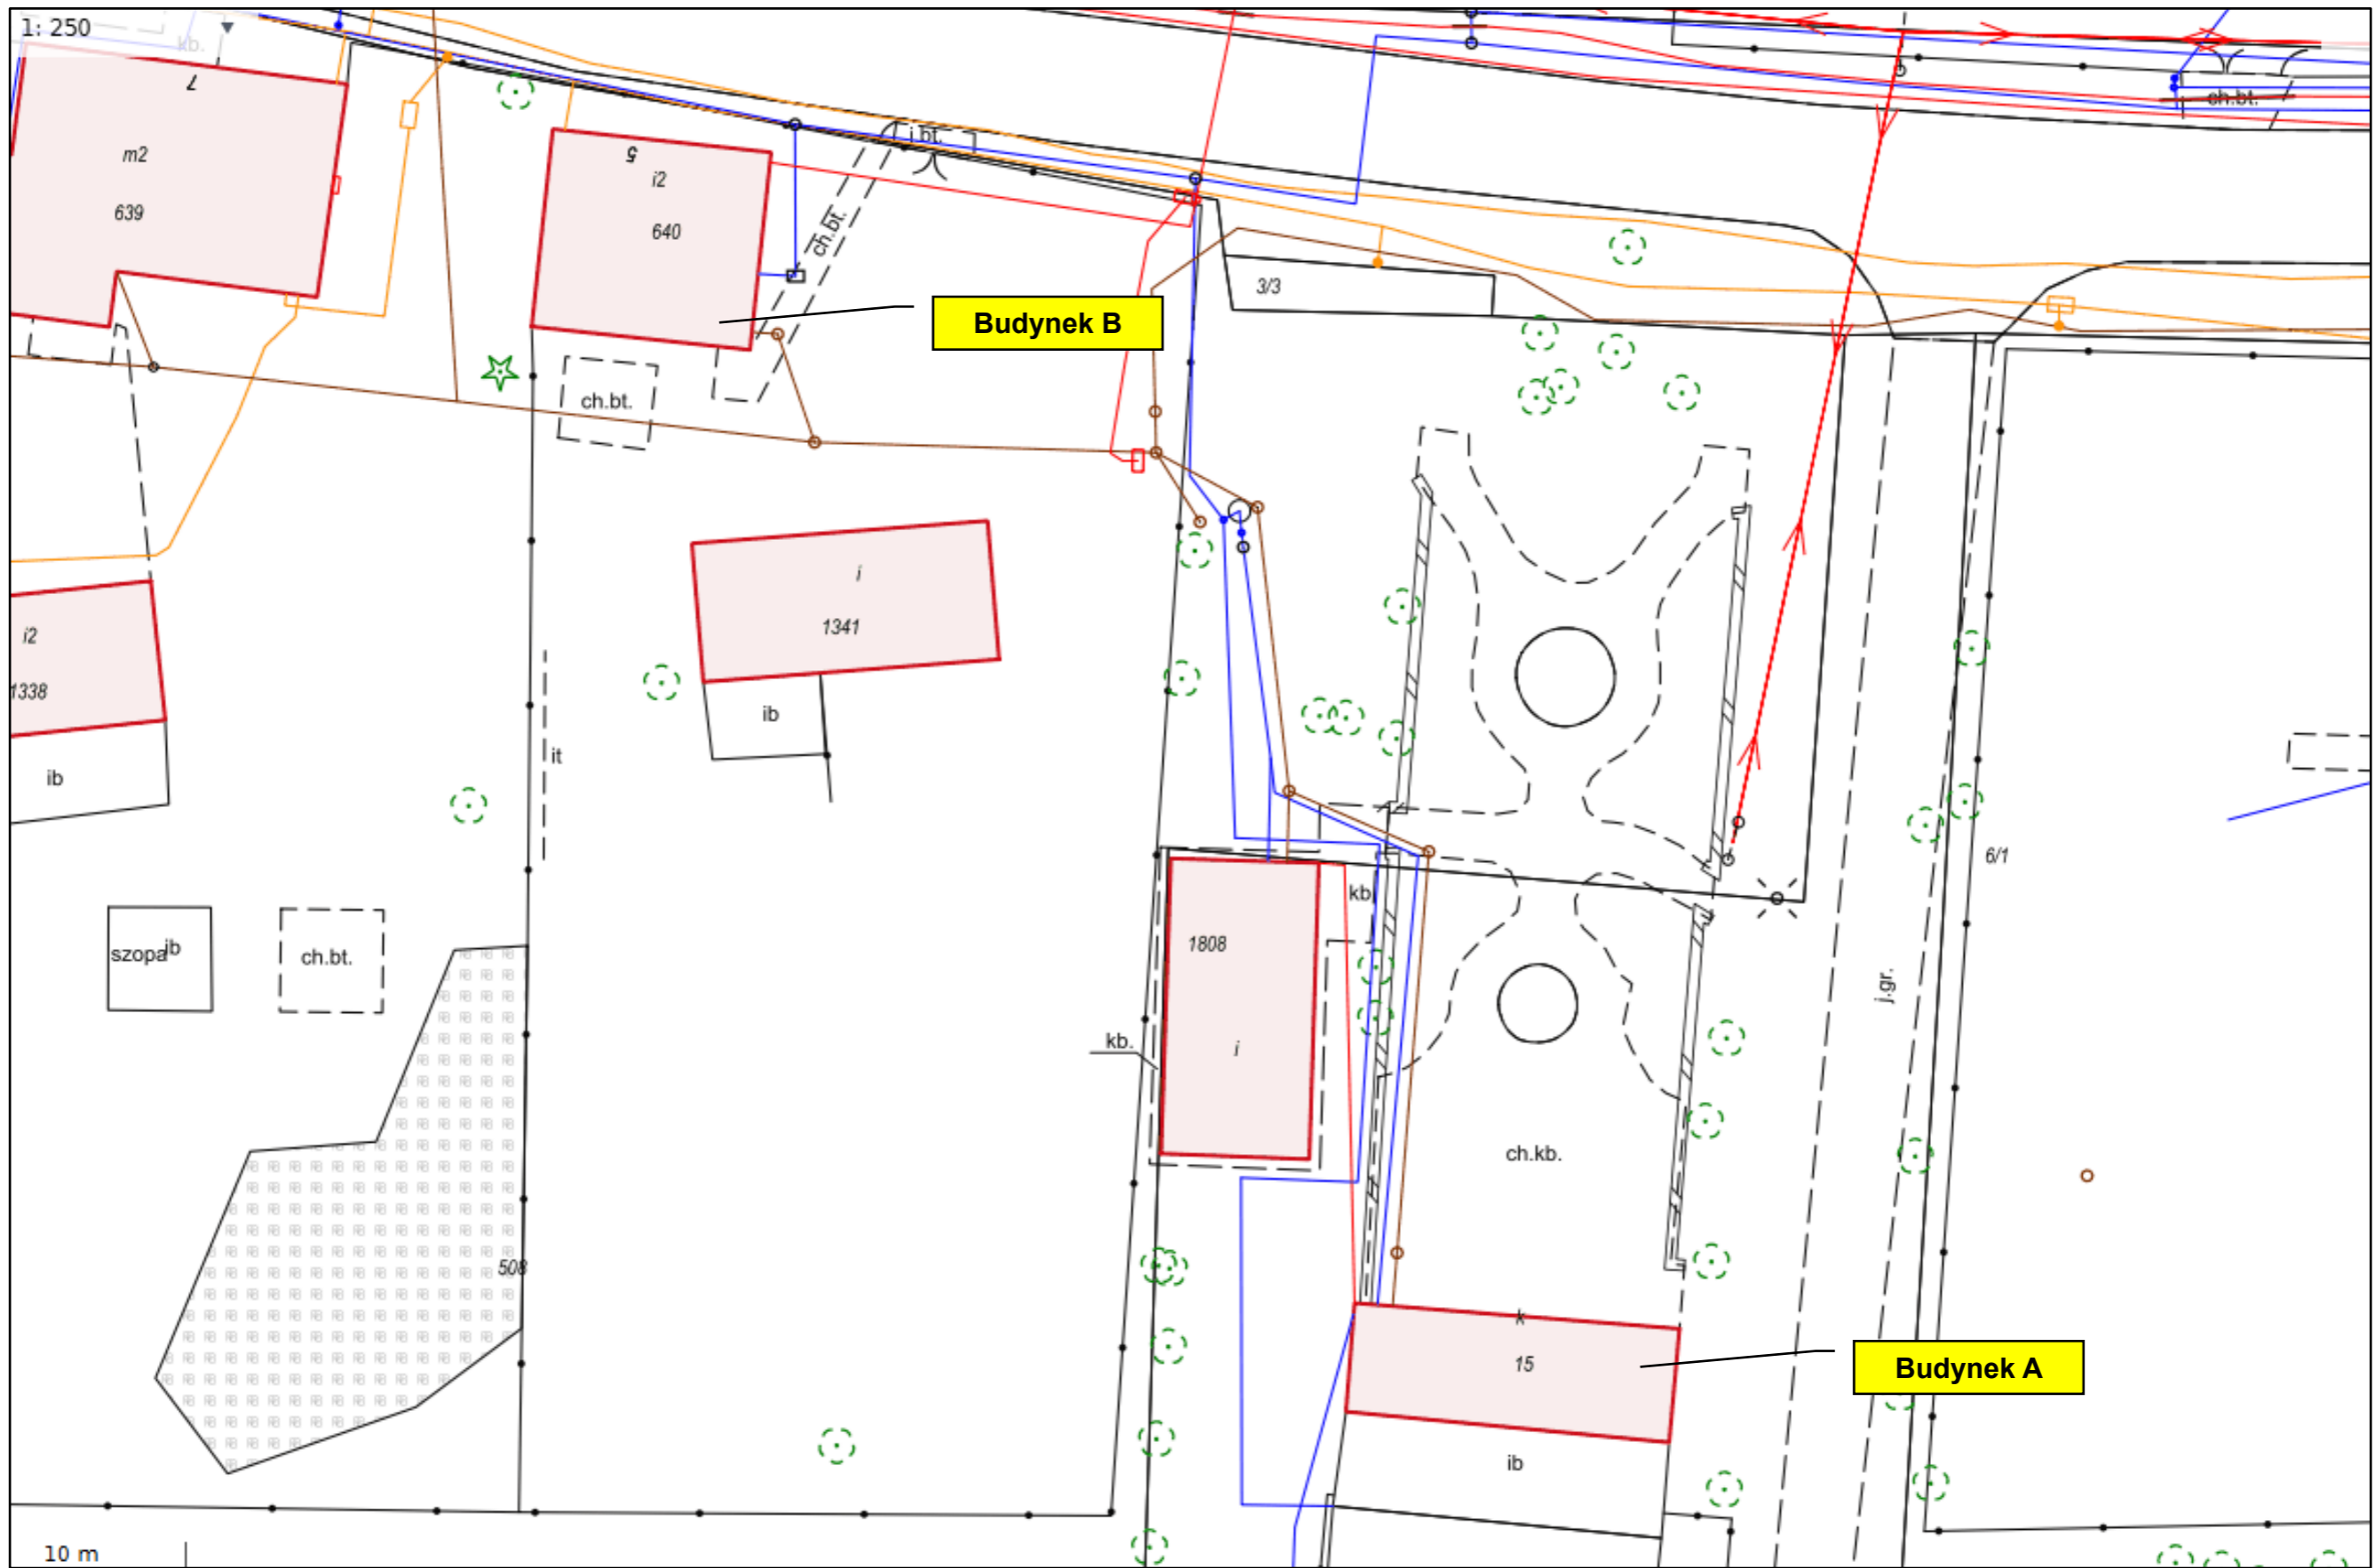 1: 250
kb.
7
m2
639
5
i2
640
j.bt.
ch.bt.
ch.bt.
3/3
Budynek B
ch.bt.
i
1341
ib
i2
1338
ib
it
szopa
ib
ch.bt.
508
1808
i
kb.
kb
6/1
j.gr.
ch.kb.
k
15
Budynek A
ib
10 m